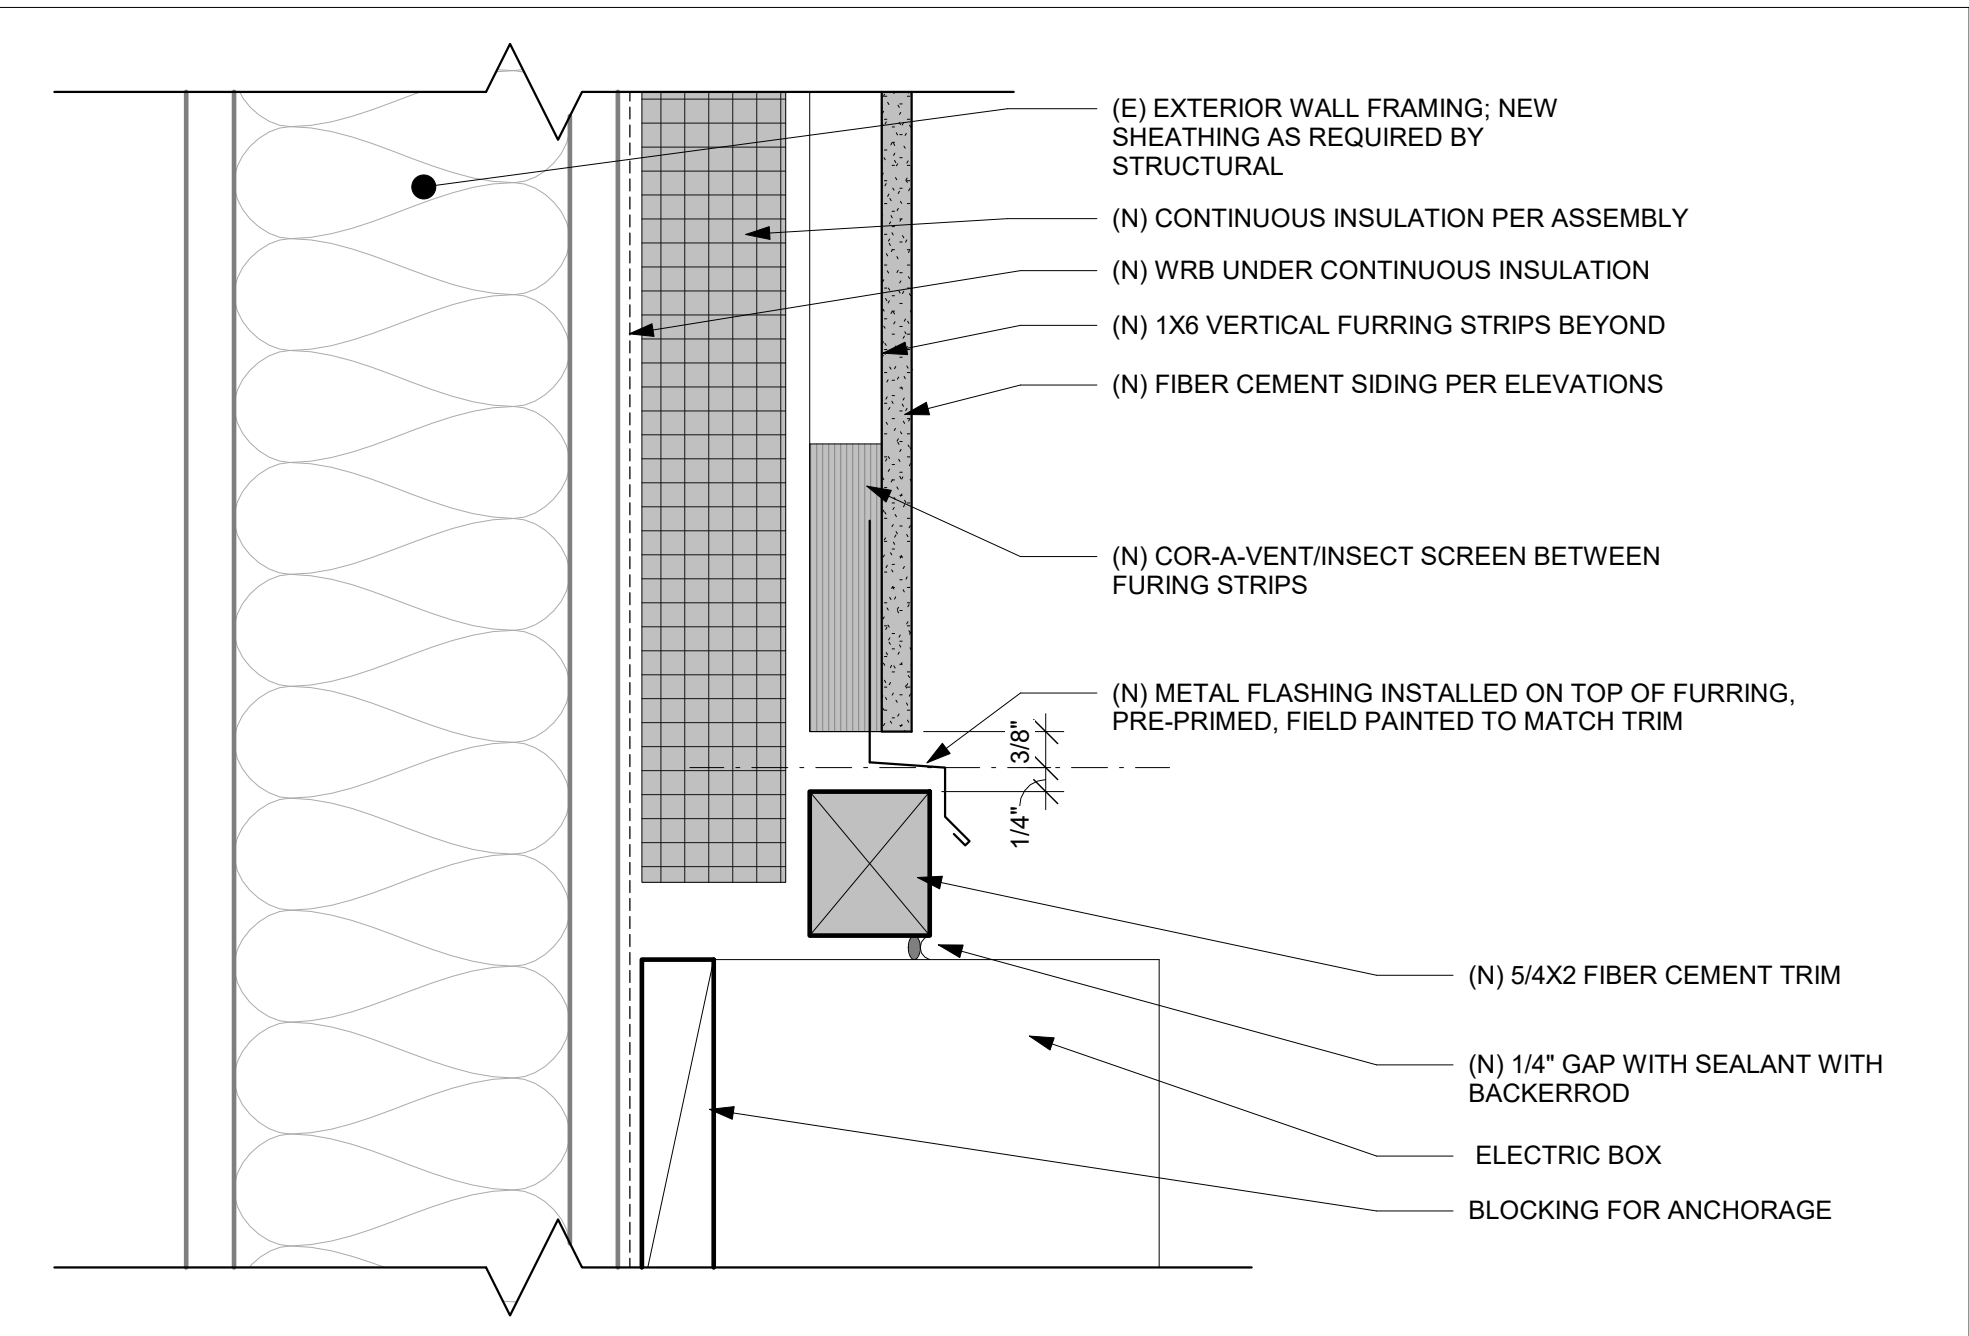 (E) EXTERIOR WALL FRAMING; NEW
SHEATHING AS REQUIRED BY
STRUCTURAL
(N) CONTINUOUS INSULATION PER ASSEMBLY
(N) WRB UNDER CONTINUOUS INSULATION
(N) 1X6 VERTICAL FURRING STRIPS BEYOND
(N) FIBER CEMENT SIDING PER ELEVATIONS
(N) COR-A-VENT/INSECT SCREEN BETWEEN
FURING STRIPS
(N) METAL FLASHING INSTALLED ON TOP OF FURRING,
PRE-PRIMED, FIELD PAINTED TO MATCH TRIM
3/8"
1/4"
(N) 5/4X2 FIBER CEMENT TRIM
(N) 1/4" GAP WITH SEALANT WITH
BACKERROD
ELECTRIC BOX
BLOCKING FOR ANCHORAGE